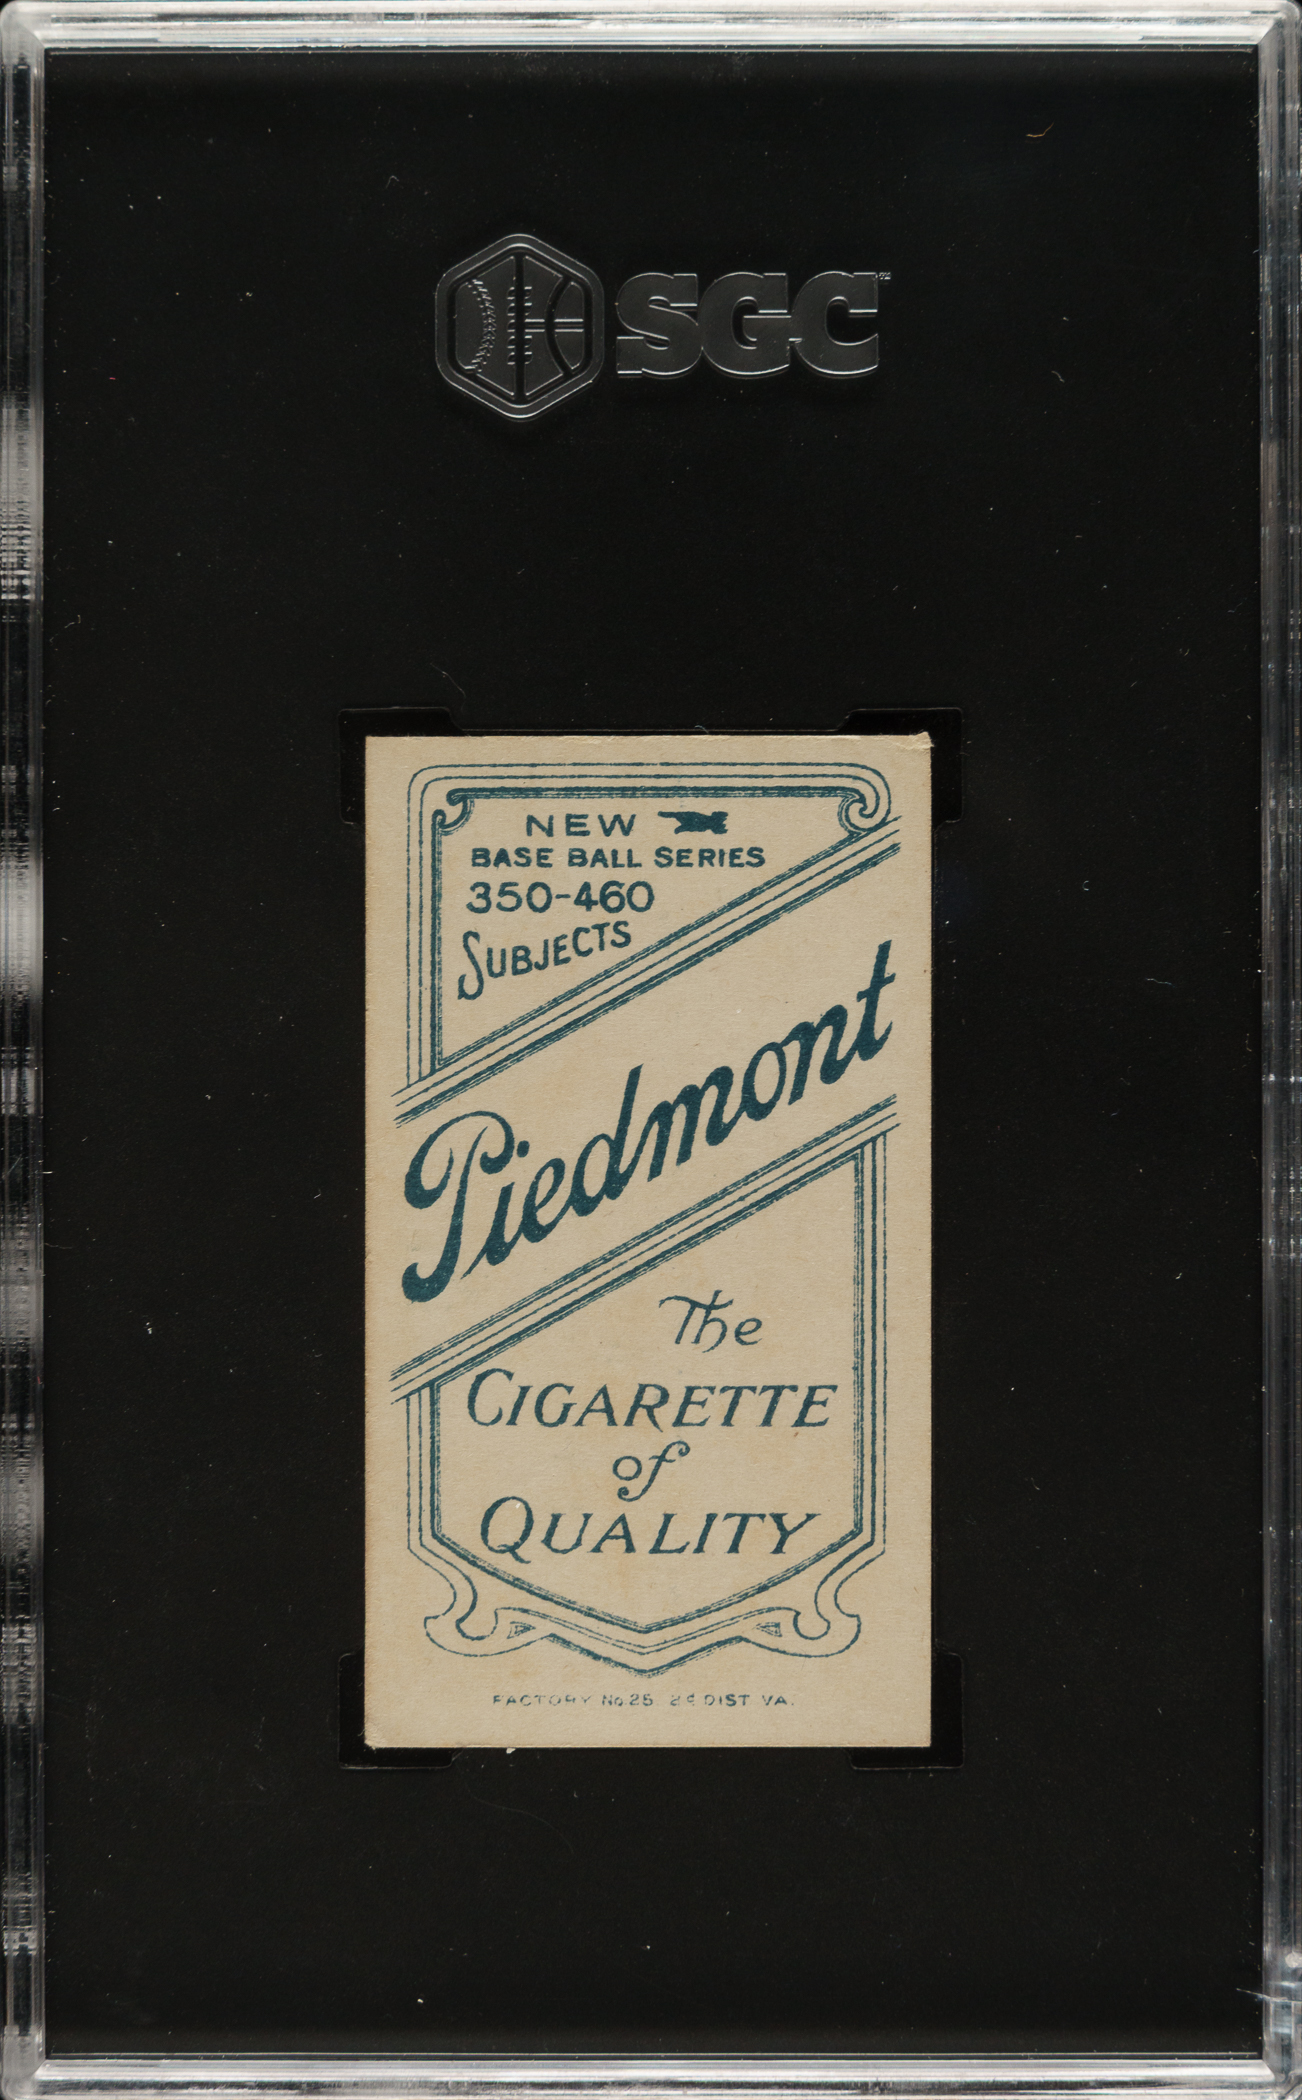 SGC
NEW
BASE BALL SERIES
350-460
SUBJECTS
Piedmont
The
CIGARETTE
of
QUALITY
FACTORY No. 25 2d DIST VA.